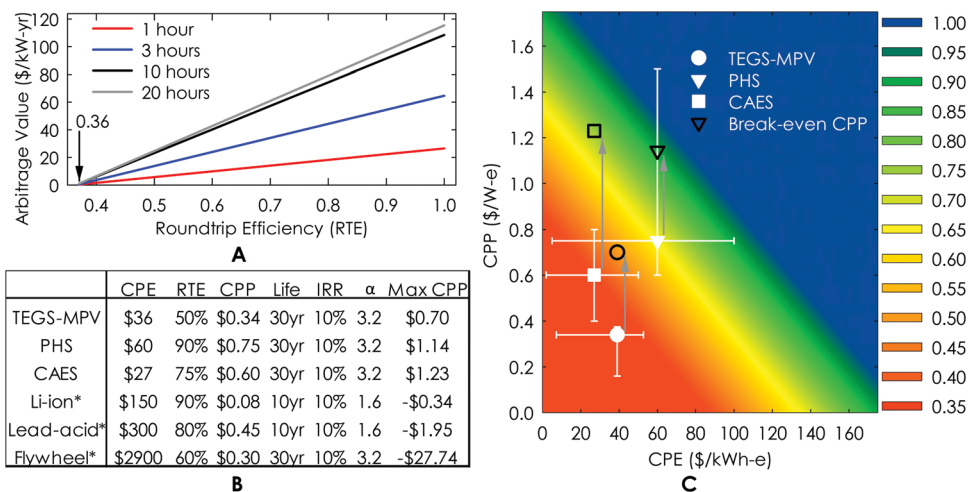 Arbitrage Value ($/kW-yr)
120
100
80
60
40
20
0
1 hour
3 hours
10 hours
20 hours
0.36
0.4 0.5 0.6 0.7 0.8 0.9 1.0
Roundtrip Efficiency (RTE)
A
CPE RTE CPP Life IRR α Max CPP
TEGS-MPV $36 50% $0.34 30yr 10% 3.2 $0.70
PHS $60 90% $0.75 30yr 10% 3.2 $1.14
CAES $27 75% $0.60 30yr 10% 3.2 $1.23
Li-ion* $150 90% $0.08 10yr 10% 1.6 -$0.34
Lead-acid* $300 80% $0.45 10yr 10% 1.6 -$1.95
Flywheel* $2900 60% $0.30 30yr 10% 3.2 -$27.74
B
CPP ($/W-e)
1.6
1.4
1.2
1.0
0.8
0.6
0.4
0.2
0.0
TEGS-MPV
PHS
CAES
Break-even CPP
0 20 40 60 80 100 120 140 160
CPE ($/kWh-e)
C
1.00
0.95
0.90
0.85
0.80
0.75
0.70
0.65
0.60
0.55
0.50
0.45
0.40
0.35